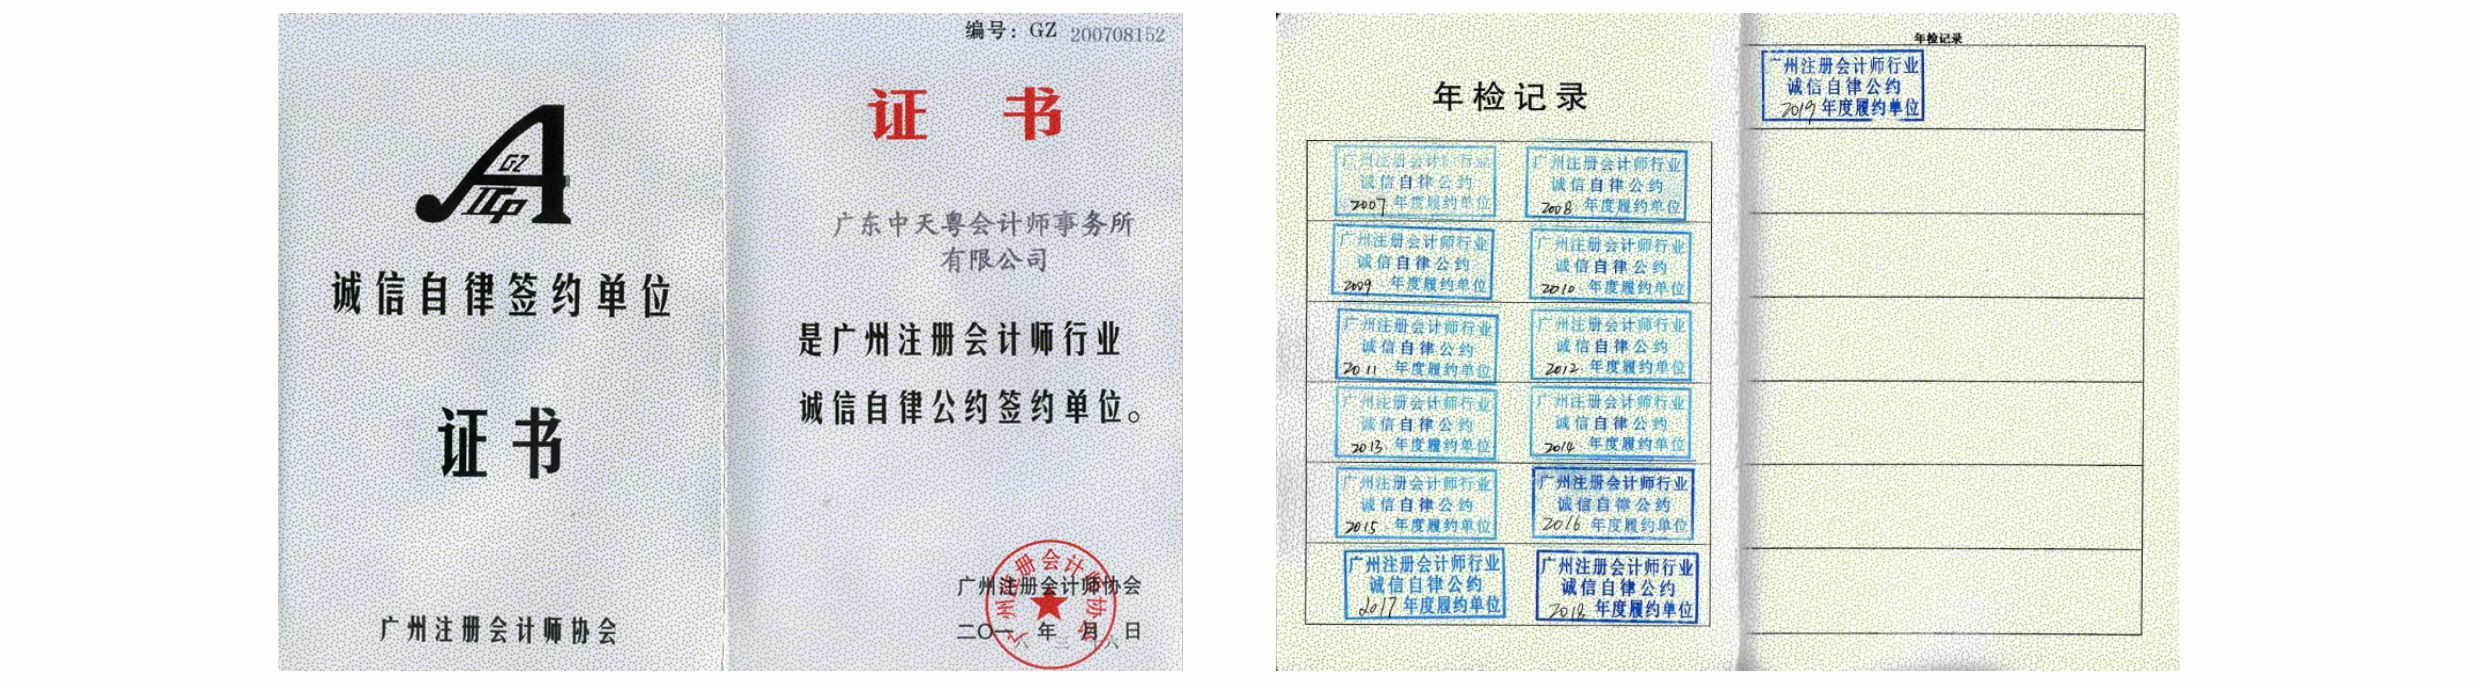 GZ
TCP
诚信自律签约单位
证书
广州注册会计师协会
编号：GZ 200708152
证 书
广东中天粤会计师事务所
有限公司
是广州注册会计师行业
诚信自律公约签约单位。
广州注册会计师协会
二〇一 年 月 日
年检记录
广州注册会计师行业
诚信自律公约
2007 年度履约单位
广州注册会计师行业
诚信自律公约
2008 年度履约单位
广州注册会计师行业
诚信自律公约
2009 年度履约单位
广州注册会计师行业
诚信自律公约
2010 年度履约单位
广州注册会计师行业
诚信自律公约
2011 年度履约单位
广州注册会计师行业
诚信自律公约
2012 年度履约单位
广州注册会计师行业
诚信自律公约
2013 年度履约单位
广州注册会计师行业
诚信自律公约
2014 年度履约单位
广州注册会计师行业
诚信自律公约
2015 年度履约单位
广州注册会计师行业
诚信自律公约
2016 年度履约单位
广州注册会计师行业
诚信自律公约
2017 年度履约单位
广州注册会计师行业
诚信自律公约
2018 年度履约单位
年检记录
广州注册会计师行业
诚信自律公约
2019 年度履约单位